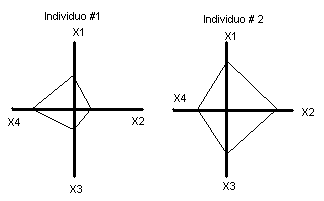 Individuo #1
Individuo # 2
X1
X1
X4
X2
X4
X2
X3
X3